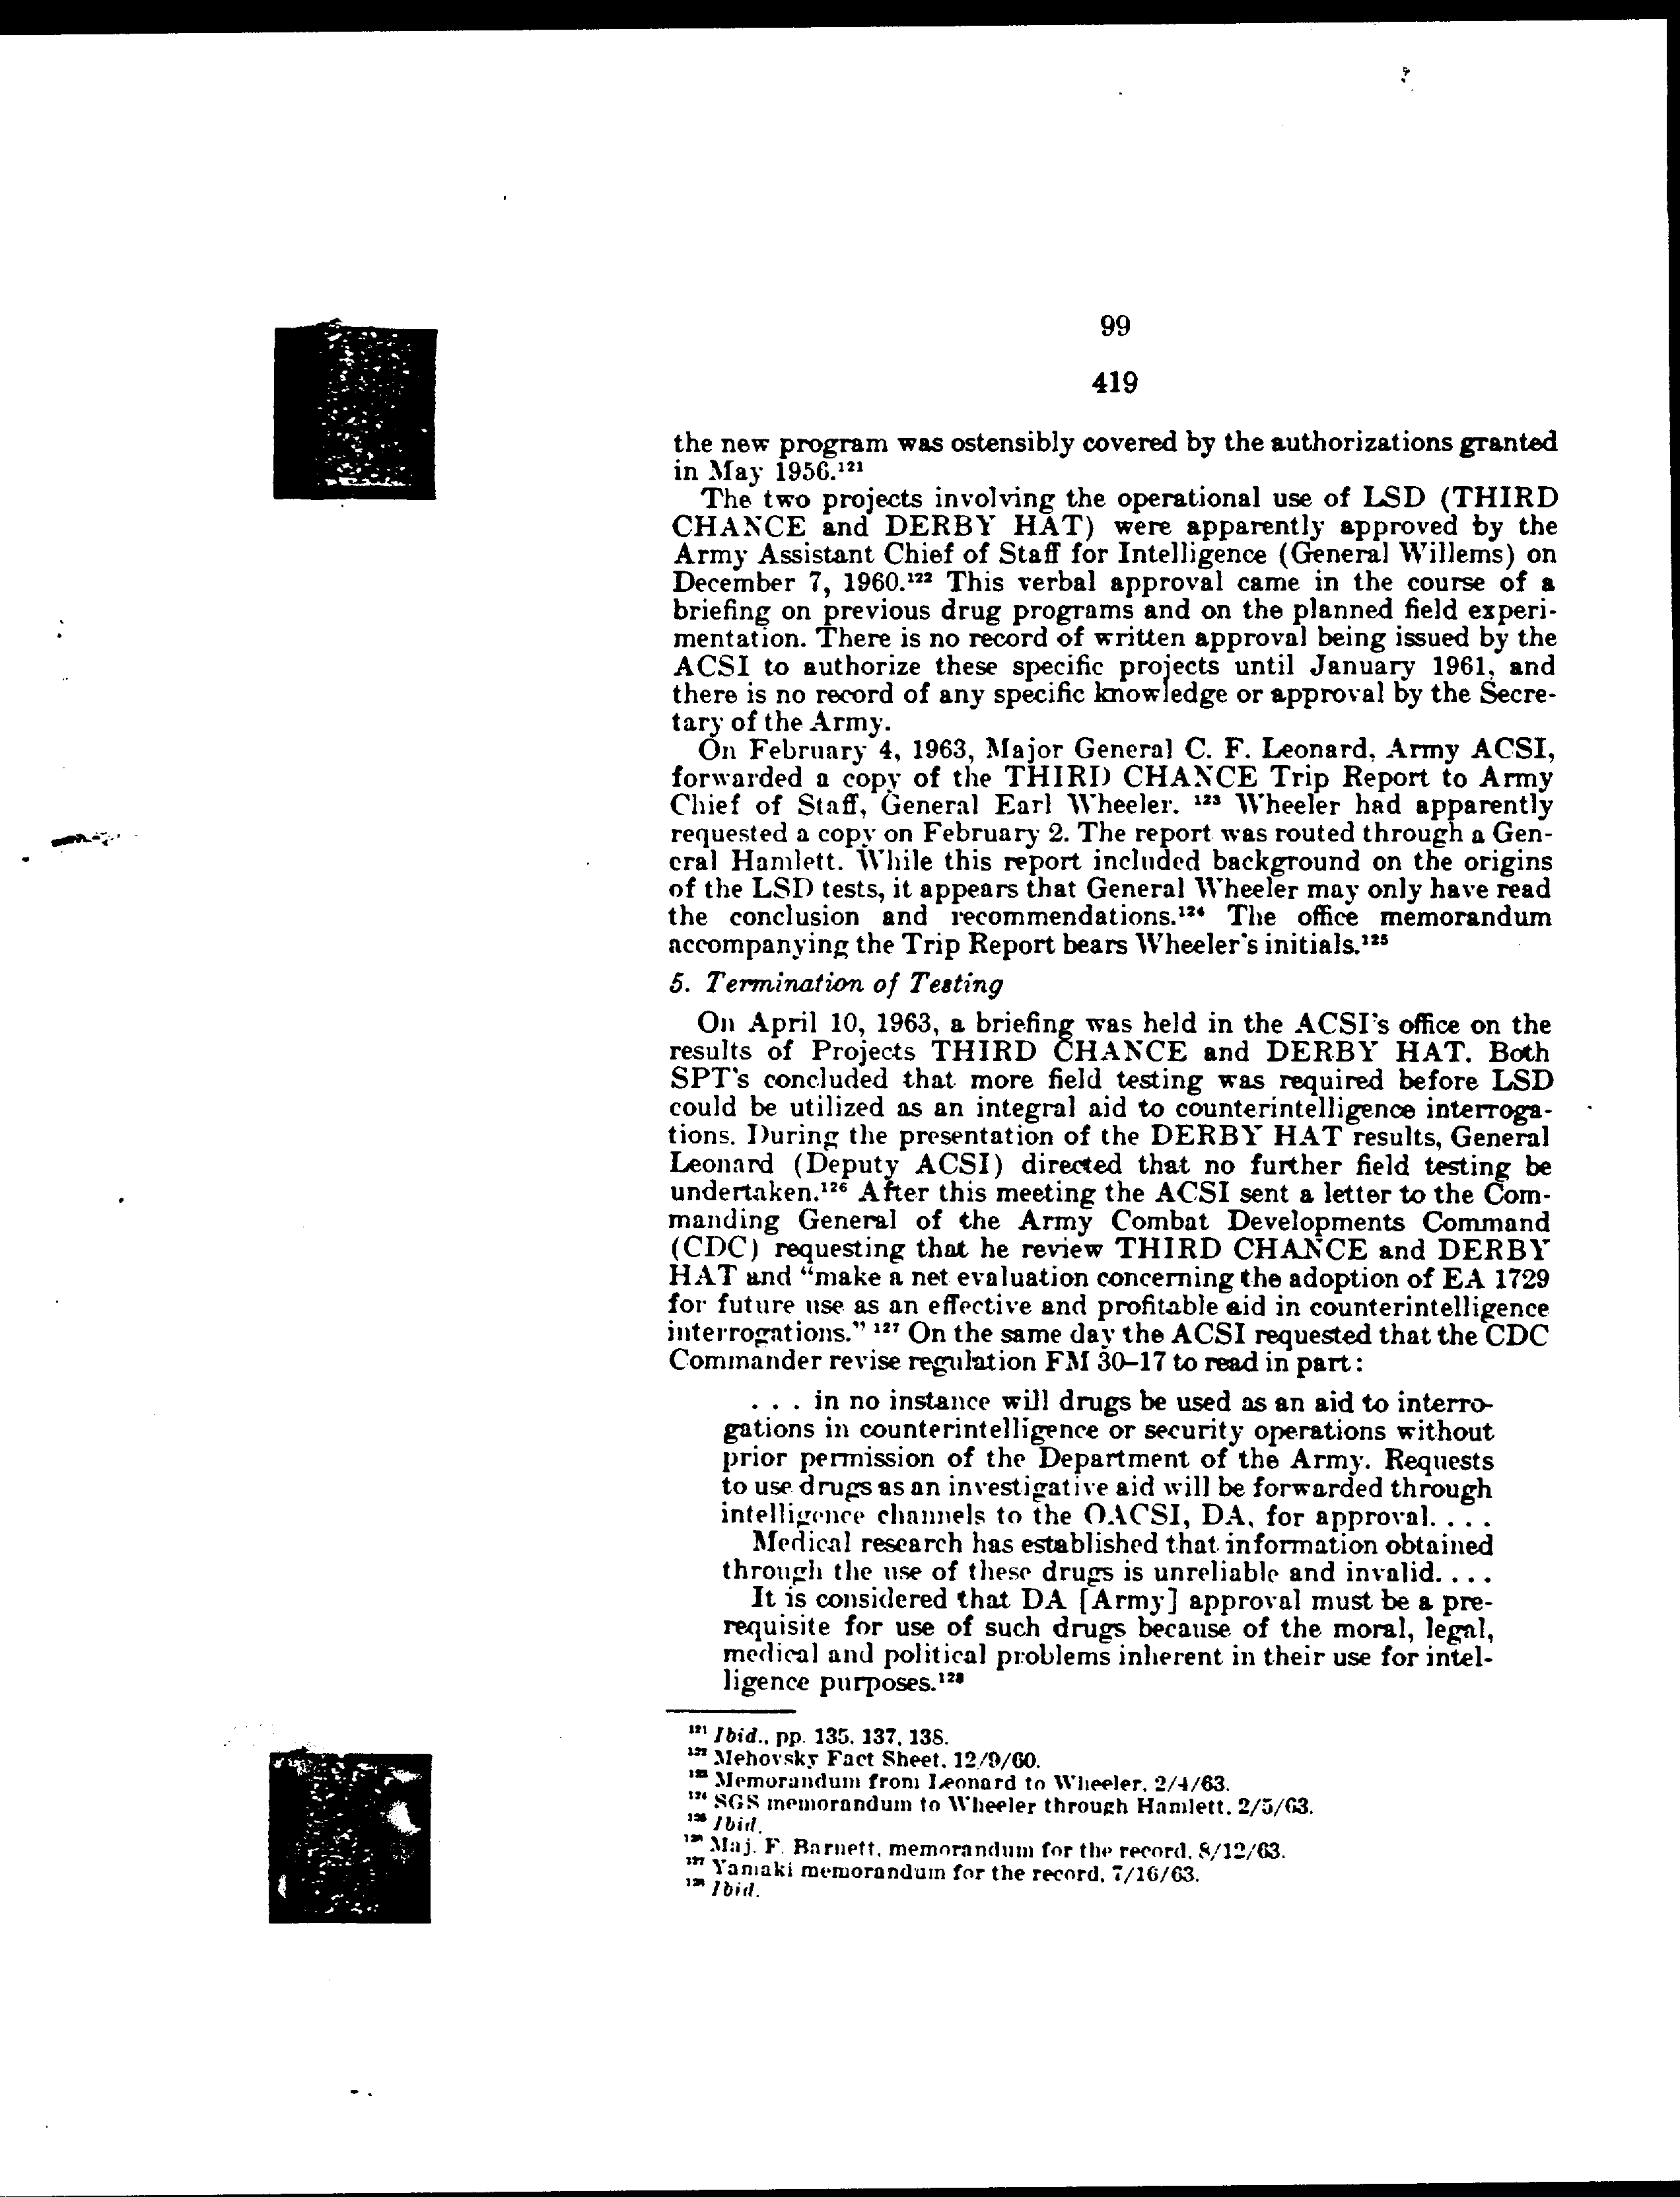 99
419
the new program was ostensibly covered by the authorizations granted
in May 1956.¹²¹
The two projects involving the operational use of LSD (THIRD
CHANCE and DERBY HAT) were apparently approved by the
Army Assistant Chief of Staff for Intelligence (General Willems) on
December 7, 1960.¹²² This verbal approval came in the course of a
briefing on previous drug programs and on the planned field experi-
mentation. There is no record of written approval being issued by the
ACSI to authorize these specific projects until January 1961, and
there is no record of any specific knowledge or approval by the Secre-
tary of the Army.
On February 4, 1963, Major General C. F. Leonard, Army ACSI,
forwarded a copy of the THIRD CHANCE Trip Report to Army
Chief of Staff, General Earl Wheeler. ¹²³ Wheeler had apparently
requested a copy on February 2. The report was routed through a Gen-
eral Hamlett. While this report included background on the origins
of the LSD tests, it appears that General Wheeler may only have read
the conclusion and recommendations.¹²⁴ The office memorandum
accompanying the Trip Report bears Wheeler's initials.¹²⁵
5. Termination of Testing
On April 10, 1963, a briefing was held in the ACSI's office on the
results of Projects THIRD CHANCE and DERBY HAT. Both
SPT's concluded that more field testing was required before LSD
could be utilized as an integral aid to counterintelligence interroga-
tions. During the presentation of the DERBY HAT results, General
Leonard (Deputy ACSI) directed that no further field testing be
undertaken.¹²⁶ After this meeting the ACSI sent a letter to the Com-
manding General of the Army Combat Developments Command
(CDC) requesting that he review THIRD CHANCE and DERBY
HAT and "make a net evaluation concerning the adoption of EA 1729
for future use as an effective and profitable aid in counterintelligence
interrogations." ¹²⁷ On the same day the ACSI requested that the CDC
Commander revise regulation FM 30–17 to read in part:
. . . in no instance will drugs be used as an aid to interro-
gations in counterintelligence or security operations without
prior permission of the Department of the Army. Requests
to use drugs as an investigative aid will be forwarded through
intelligence channels to the OACSI, DA, for approval. . . .
Medical research has established that information obtained
through the use of these drugs is unreliable and invalid. . . .
It is considered that DA [Army] approval must be a pre-
requisite for use of such drugs because of the moral, legal,
medical and political problems inherent in their use for intel-
ligence purposes.¹²⁸
¹²¹ Ibid., pp. 135, 137, 138.
¹²² Mehovsky Fact Sheet, 12/9/60.
¹²³ Memorandum from Leonard to Wheeler, 2/4/63.
¹²⁴ SGS memorandum to Wheeler through Hamlett, 2/5/63.
¹²⁵ Ibid.
¹²⁶ Maj. F. Barnett, memorandum for the record, 8/12/63.
¹²⁷ Yamaki memorandum for the record, 7/16/63.
¹²⁸ Ibid.